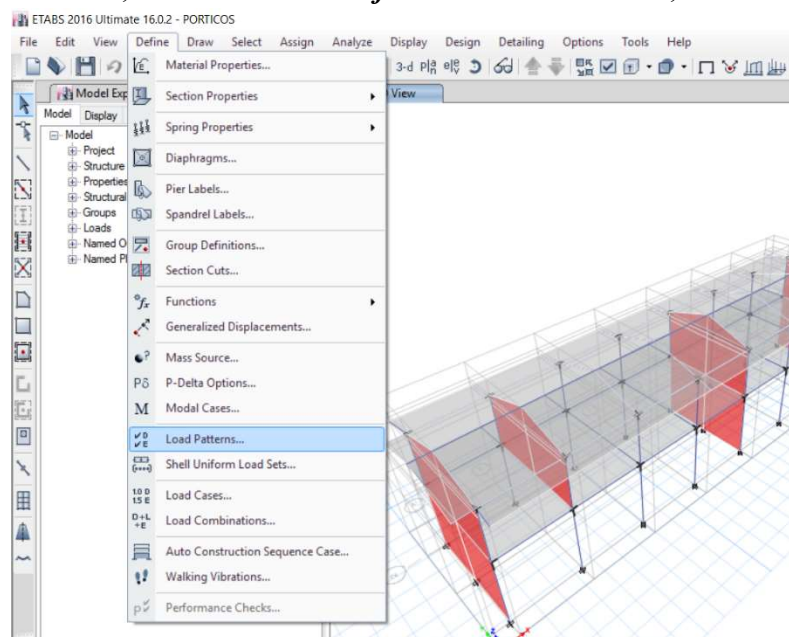 ETABS 2016 Ultimate 16.0.2 - PORTICOS
File Edit View Define Draw Select Assign Analyze Display Design Detailing Options Tools Help
3-d
Model Exp
View
Model Display
Model
Project
Structure
Properties
Structural
Groups
Loads
Named O
Named Pl
Material Properties...
Section Properties
Spring Properties
Diaphragms...
Pier Labels...
Spandrel Labels...
Group Definitions...
Section Cuts...
Functions
Generalized Displacements...
Mass Source...
Pδ P-Delta Options...
M Modal Cases...
Load Patterns...
Shell Uniform Load Sets...
Load Cases...
Load Combinations...
Auto Construction Sequence Case...
Walking Vibrations...
Performance Checks...